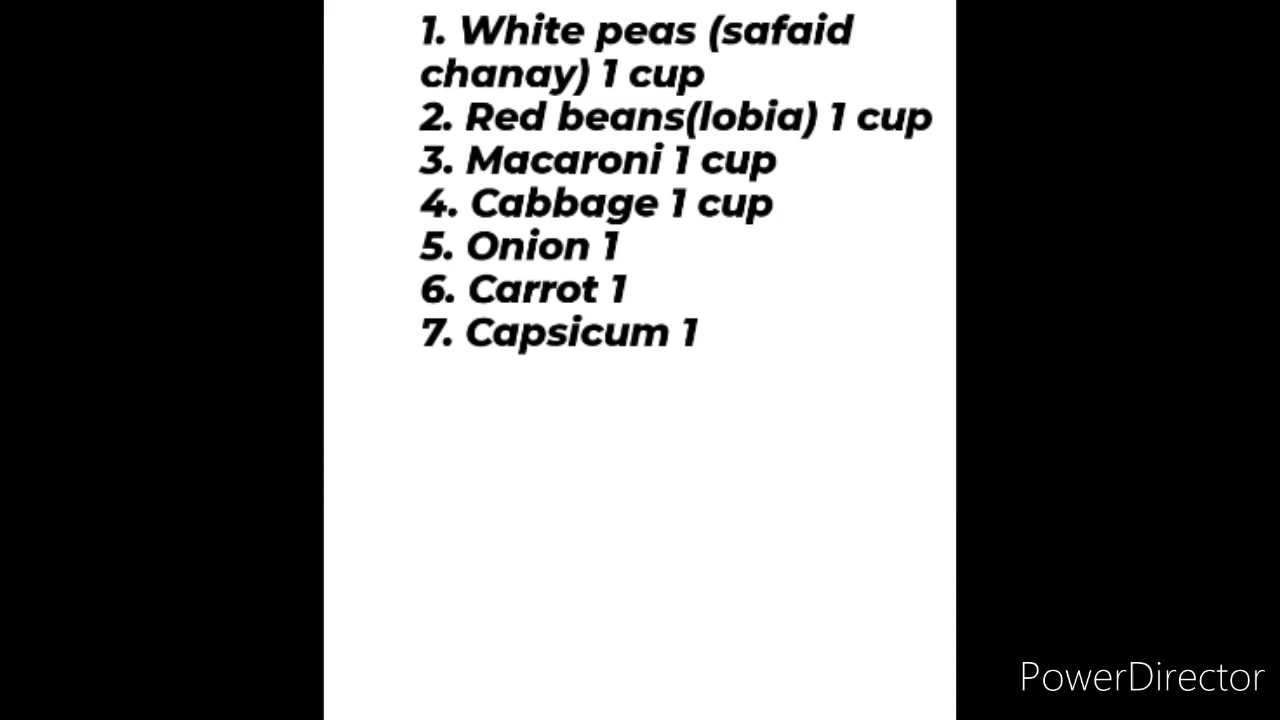 1. White peas (safaid
chanay) 1 cup
2. Red beans(lobia) 1 cup
3. Macaroni 1 cup
4. Cabbage 1 cup
5. Onion 1
6. Carrot 1
7. Capsicum 1
PowerDirector